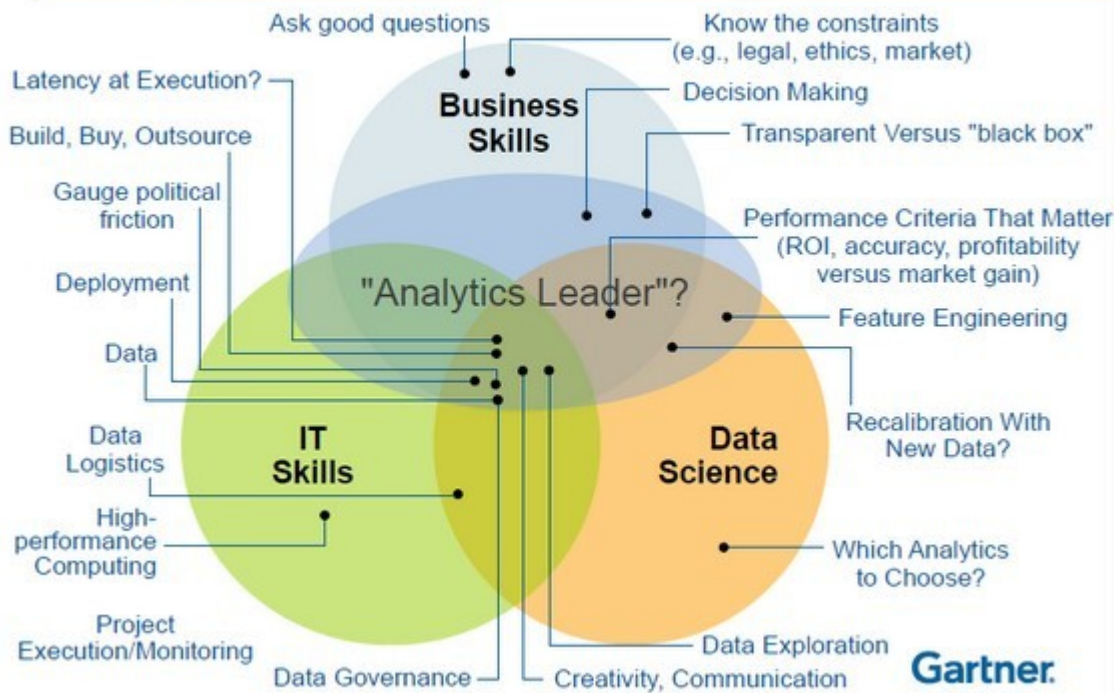 Ask good questions
Know the constraints
(e.g., legal, ethics, market)
Latency at Execution?
Business
Skills
Decision Making
Build, Buy, Outsource
Transparent Versus "black box"
Gauge political
friction
Performance Criteria That Matter
(ROI, accuracy, profitability
versus market gain)
Deployment
"Analytics Leader"?
Feature Engineering
Data
Data
Logistics
IT
Skills
Data
Science
Recalibration With
New Data?
High-
performance
Computing
Which Analytics
to Choose?
Project
Execution/Monitoring
Data Governance
Creativity, Communication
Data Exploration
Gartner.